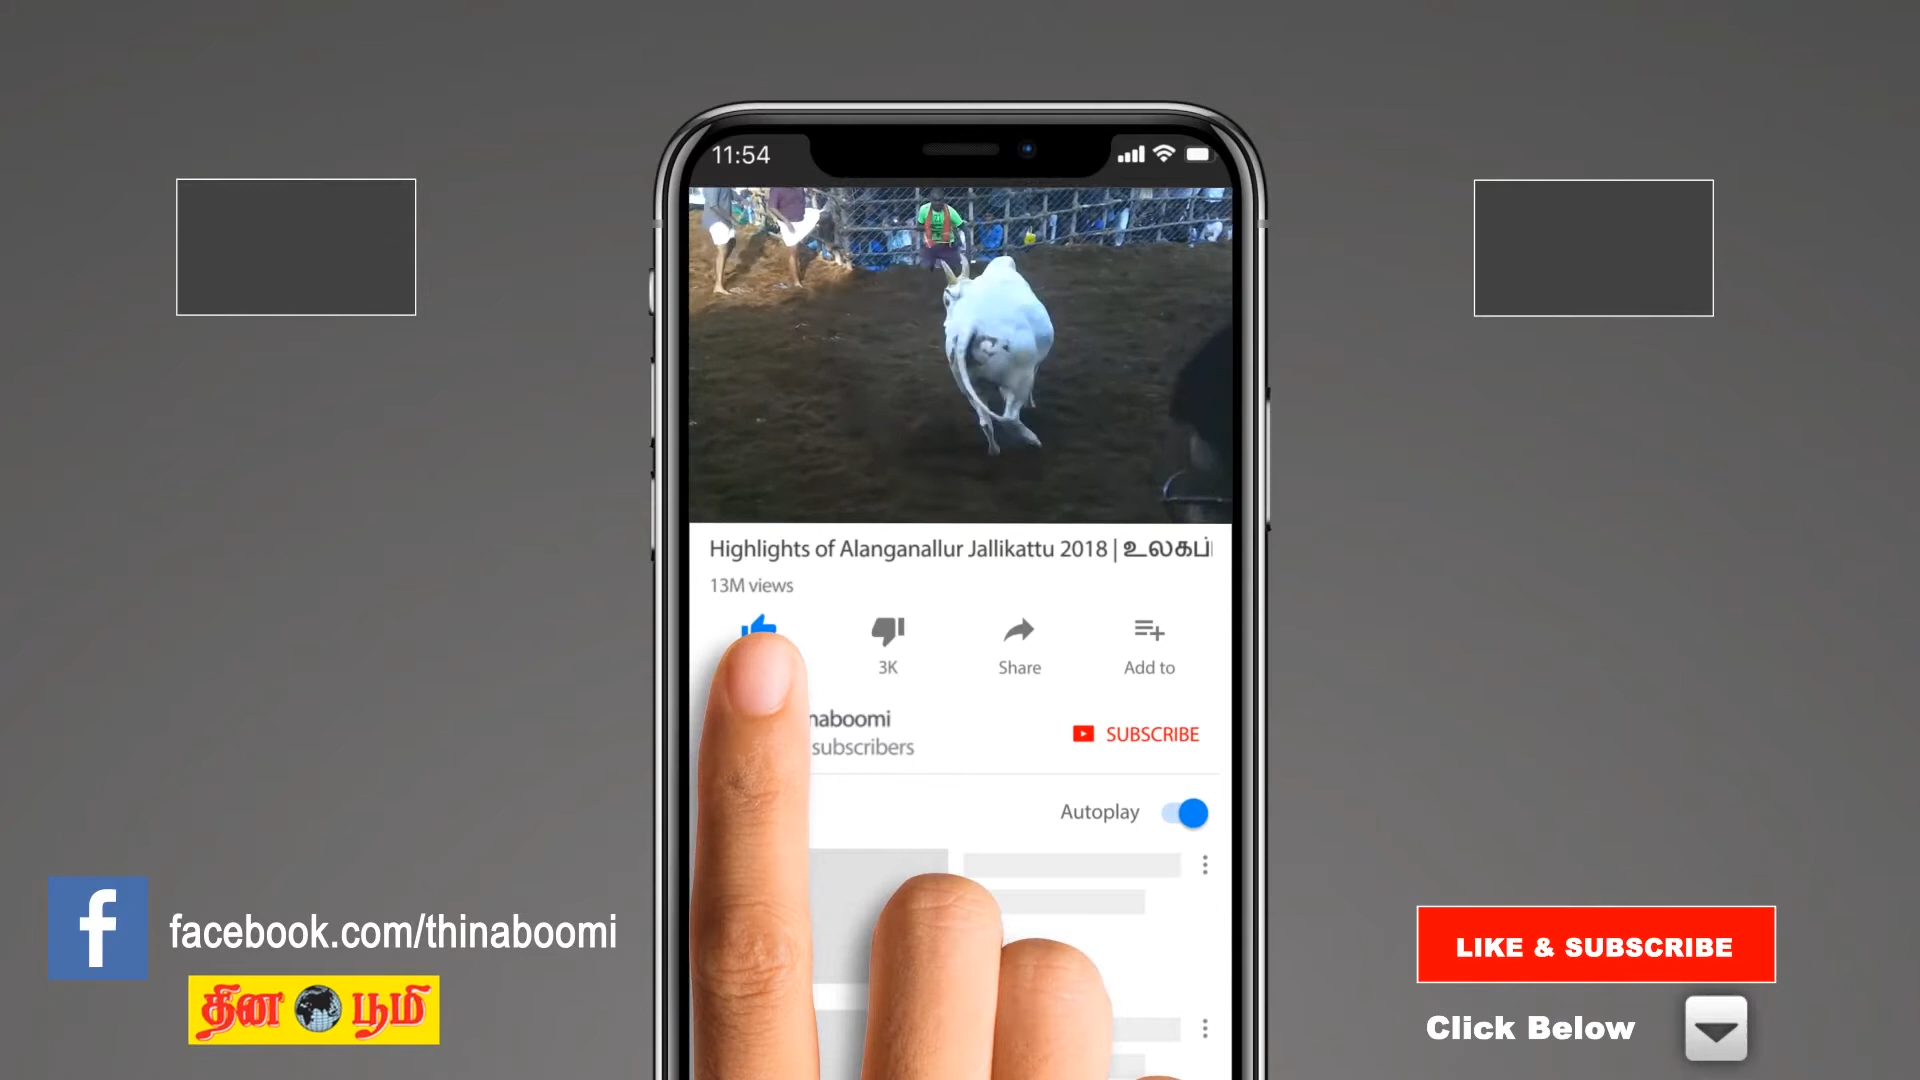 11:54
Highlights of Alanganallur Jallikattu 2018 | உலகப்
13M views
3K
Share
Add to
naboomi
subscribers
SUBSCRIBE
Autoplay
facebook.com/thinaboomi
தின பூமி
LIKE & SUBSCRIBE
Click Below